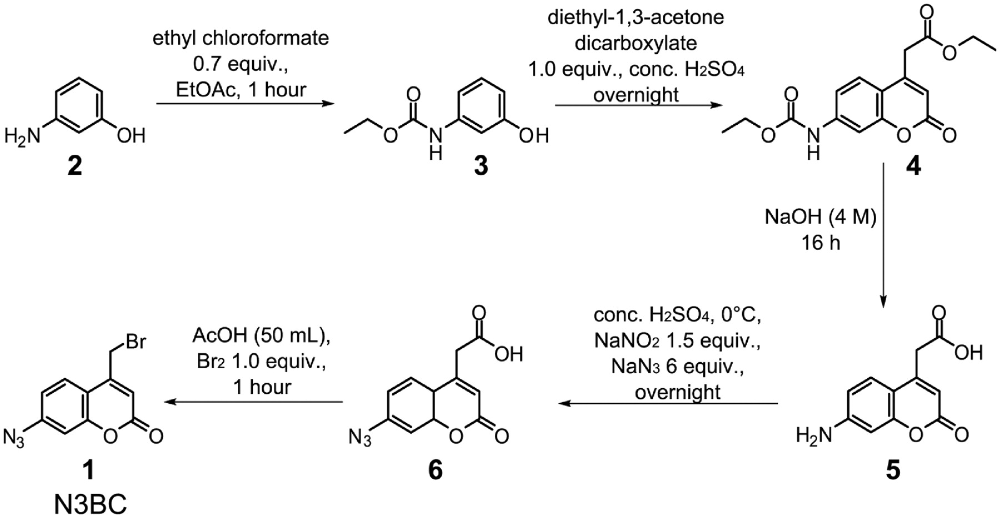 ethyl chloroformate
0.7 equiv.,
EtOAc, 1 hour
H₂N
OH
2
O
O
N
H
OH
3
diethyl-1,3-acetone
dicarboxylate
1.0 equiv., conc. H₂SO₄
overnight
O
O
O
O
N
H
O
O
4
NaOH (4 M)
16 h
O
OH
H₂N
O
O
5
conc. H₂SO₄, 0°C,
NaNO₂ 1.5 equiv.,
NaN₃ 6 equiv.,
overnight
O
OH
N₃
O
O
6
AcOH (50 mL),
Br₂ 1.0 equiv.,
1 hour
Br
N₃
O
O
1
N3BC